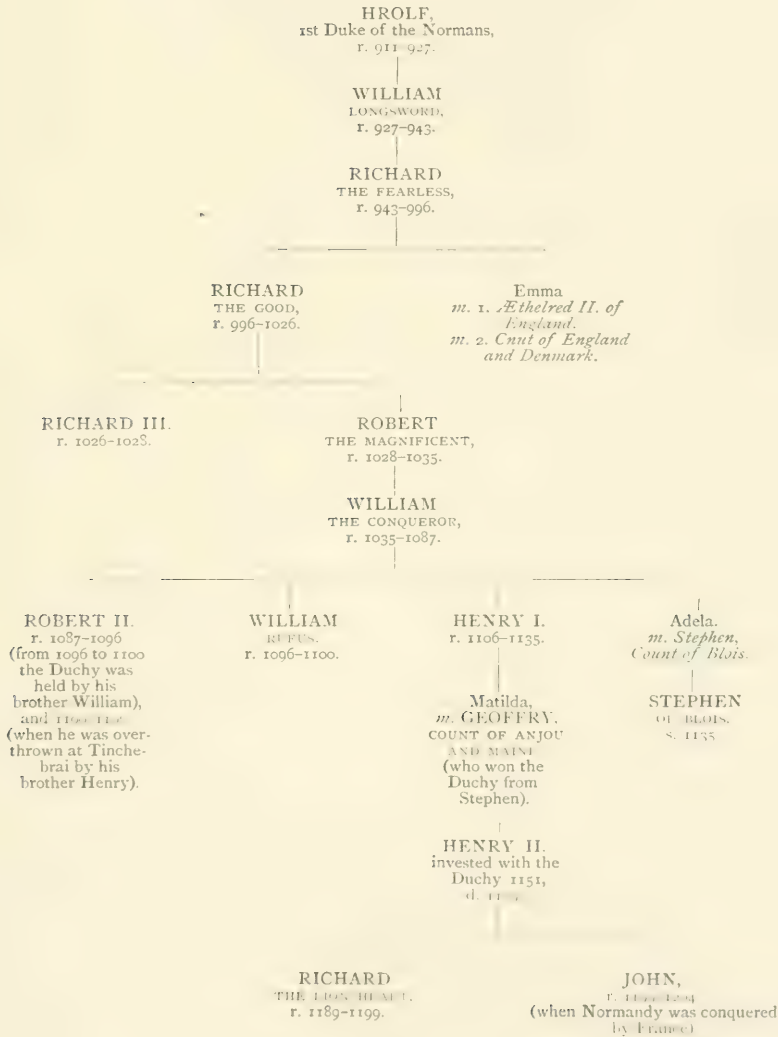 HROLF,
1st Duke of the Normans,
r. 911-927.
WILLIAM
LONGSWORD,
r. 927-943.
RICHARD
THE FEARLESS,
r. 943-996.
RICHARD
THE GOOD,
r. 996-1026.
Emma
m. 1. Æthelred II. of
England.
m. 2. Cnut of England
and Denmark.
RICHARD III.
r. 1026-1028.
ROBERT
THE MAGNIFICENT,
r. 1028-1035.
WILLIAM
THE CONQUEROR,
r. 1035-1087.
ROBERT II.
r. 1087-1096
(from 1096 to 1100
the Duchy was
held by his
brother William),
and
(when he was over-
thrown at Tinche-
brai by his
brother Henry).
WILLIAM
RUFUS.
r. 1096-1100.
HENRY I.
r. 1106-1135.
Matilda,
m. GEOFFRY,
COUNT OF ANJOU
AND MAINE
(who won the
Duchy from
Stephen).
HENRY II.
invested with the
Duchy 1151,
d.
Adela.
m. Stephen,
Count of Blois.
STEPHEN
OF BLOIS.
s. 1135
RICHARD
THE LION HEART.
r. 1189-1199.
JOHN,
r.
(when Normandy was conquered
by France)